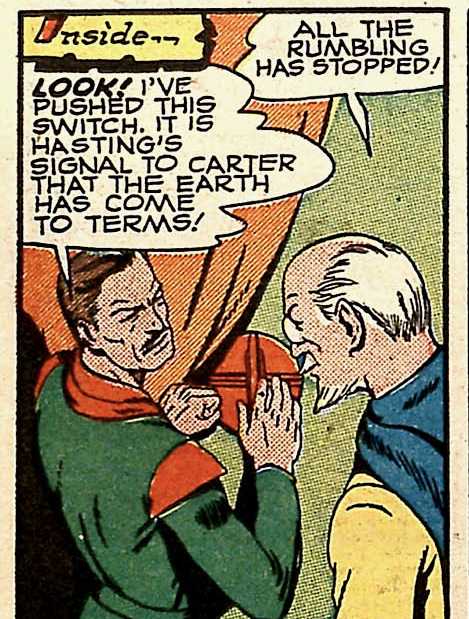 Inside--
LOOK! I'VE
PUSHED THIS
SWITCH. IT IS
HASTING'S
SIGNAL TO CARTER
THAT THE EARTH
HAS COME
TO TERMS!
ALL THE
RUMBLING
HAS STOPPED!